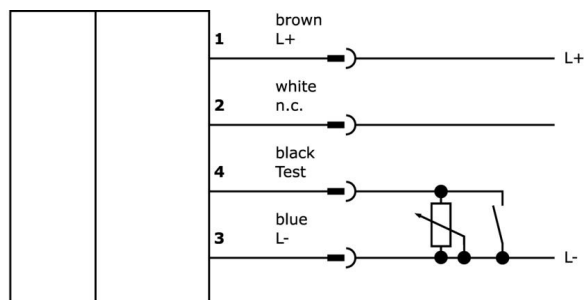 brown
1 L+ L+
white
2 n.c.
black
4 Test
blue
3 L- L-